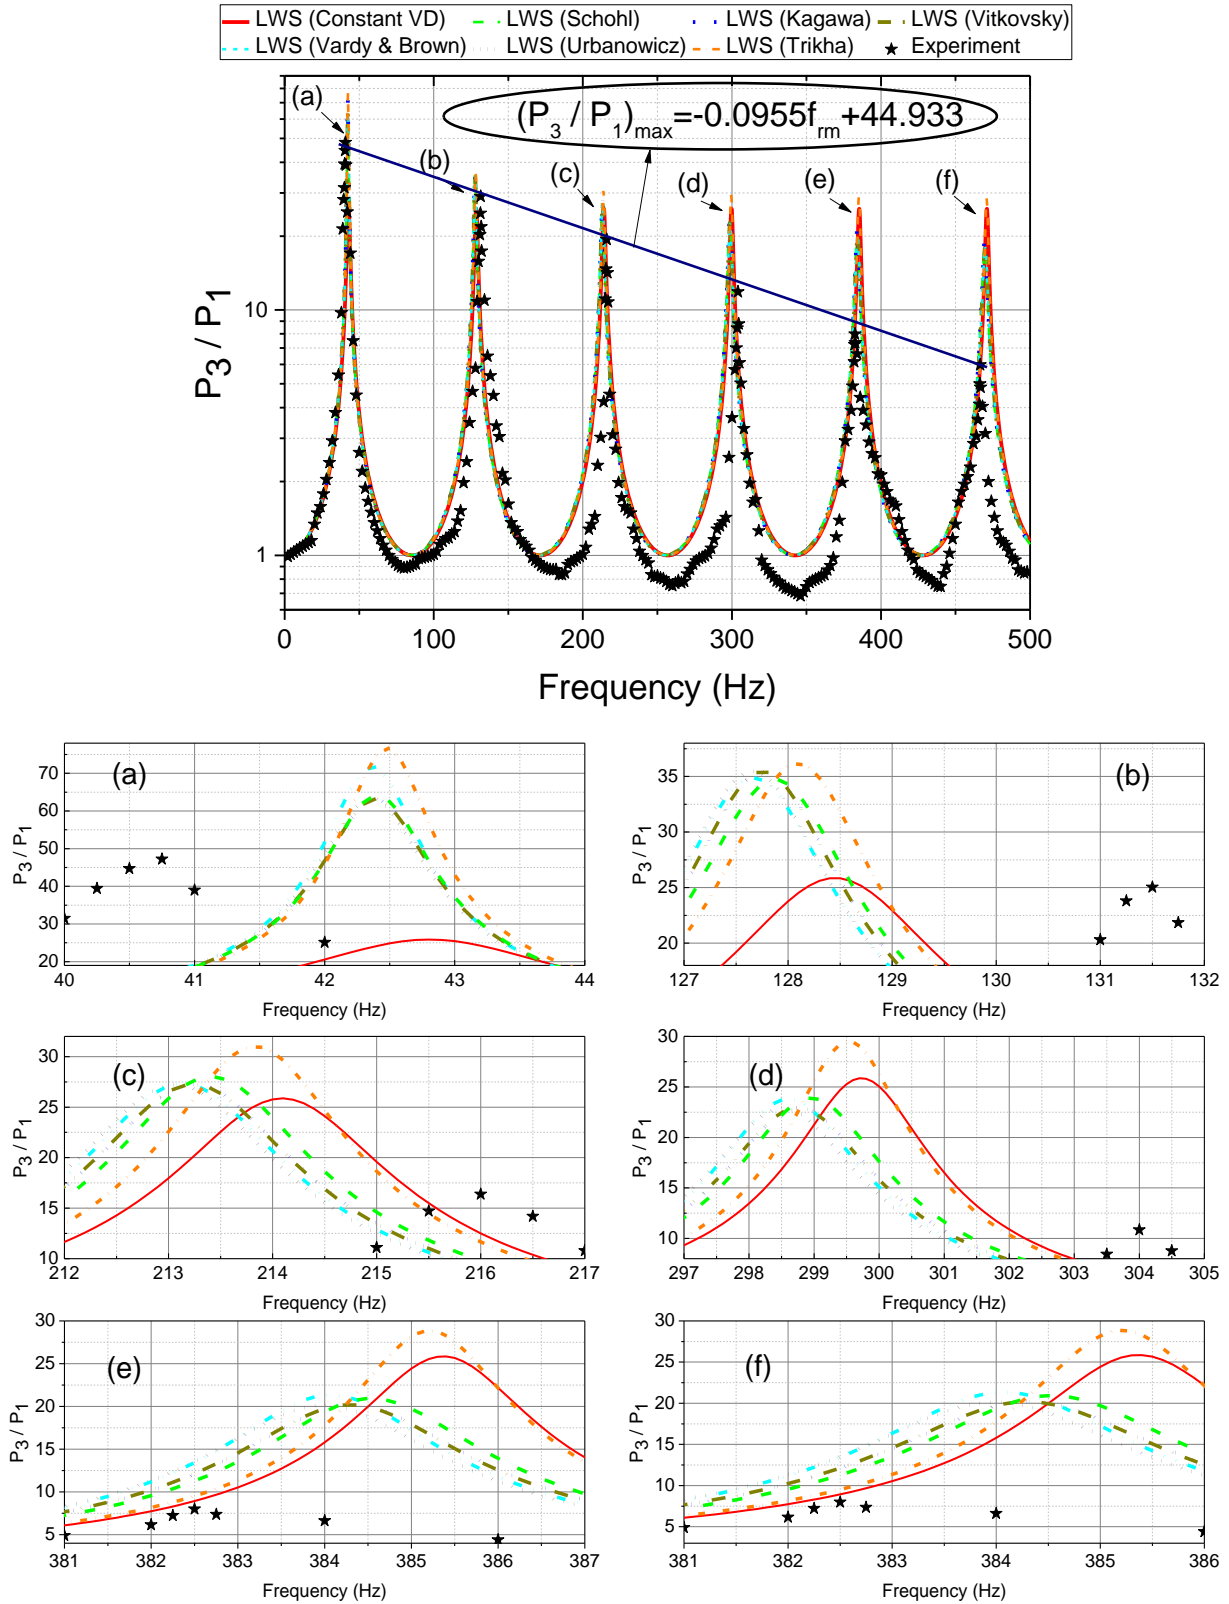 LWS (Constant VD) LWS (Schohl) LWS (Kagawa) LWS (Vitkovsky)
LWS (Vardy & Brown) LWS (Urbanowicz) LWS (Trikha) Experiment
(P3 / P1)max=-0.0955frm+44.933
(a)
(b)
(c)
(d)
(e)
(f)
10
1
P3 / P1
0 100 200 300 400 500
Frequency (Hz)
(a)
70
60
50
40
30
20
P3 / P1
40 41 42 43 44
Frequency (Hz)
(b)
35
30
25
20
P3 / P1
127 128 129 130 131 132
Frequency (Hz)
(c)
30
25
20
15
10
P3 / P1
212 213 214 215 216 217
Frequency (Hz)
(d)
30
25
20
15
10
P3 / P1
297 298 299 300 301 302 303 304 305
Frequency (Hz)
(e)
30
25
20
15
10
5
P3 / P1
381 382 383 384 385 386 387
Frequency (Hz)
(f)
30
25
20
15
10
5
P3 / P1
381 382 383 384 385 386
Frequency (Hz)